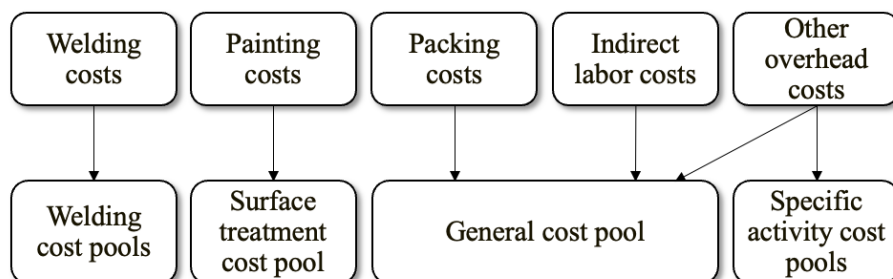 Welding
costs
Painting
costs
Packing
costs
Indirect
labor costs
Other
overhead
costs
Welding
cost pools
Surface
treatment
cost pool
General cost pool
Specific
activity cost
pools